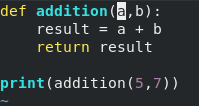 def addition(a,b):
    result = a + b
    return result

print(addition(5,7))
~